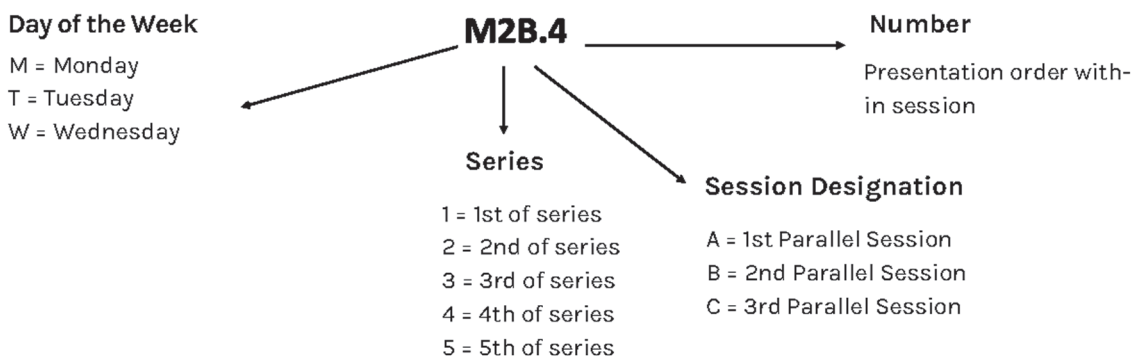 Day of the Week
M = Monday
T = Tuesday
W = Wednesday
M2B.4
Number
Presentation order with-
in session
Series
1 = 1st of series
2 = 2nd of series
3 = 3rd of series
4 = 4th of series
5 = 5th of series
Session Designation
A = 1st Parallel Session
B = 2nd Parallel Session
C = 3rd Parallel Session